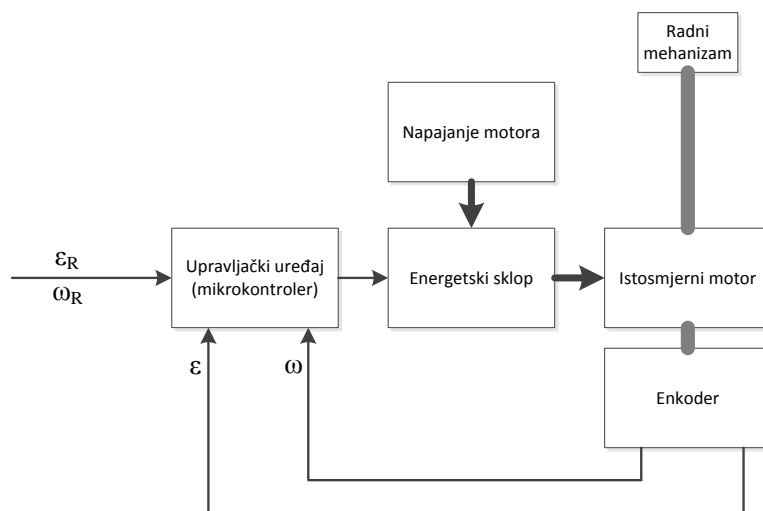 Radni
mehanizam
Napajanje motora
εR
ωR
Upravljački uređaj
(mikrokontroler)
Energetski sklop
Istosmjerni motor
ε
ω
Enkoder